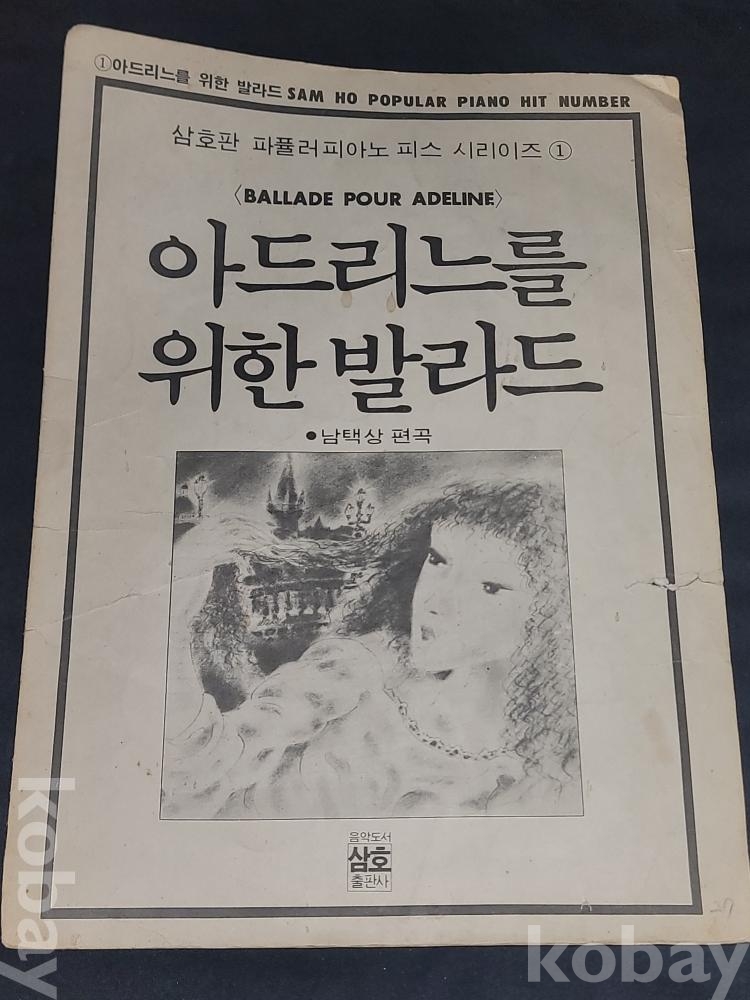 ①아드리느를 위한 발라드 SAM HO POPULAR PIANO HIT NUMBER
삼호판 파퓰러피아노 피스 시리이즈 ①
〈BALLADE POUR ADELINE〉
아드리느를
위한 발라드
●남택상 편곡
음악도서
삼호
출판사
A
27
kobay
kobay